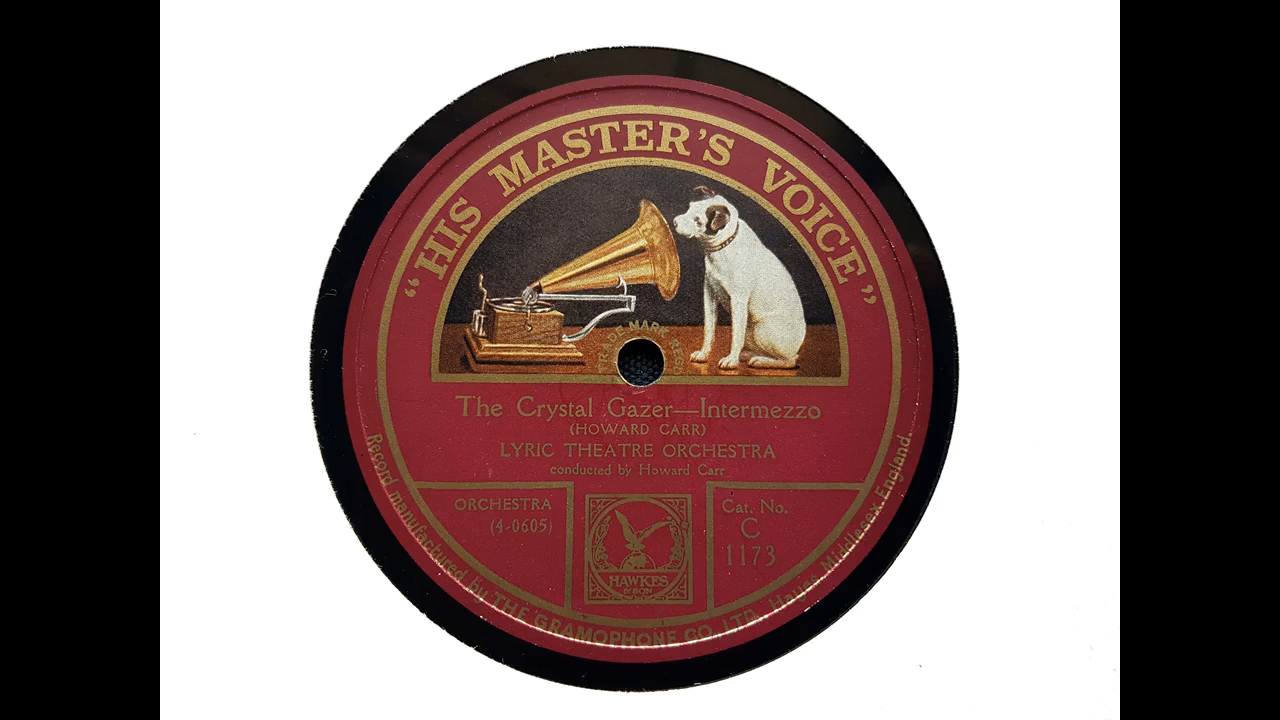 “HIS MASTER'S VOICE”
TRADE MARK REGD
The Crystal Gazer—Intermezzo
(HOWARD CARR)
LYRIC THEATRE ORCHESTRA
conducted by Howard Carr
ORCHESTRA
(4-0605)
HAWKES
& SON
Cat. No.
C
1173
Record manufactured by THE GRAMOPHONE CO, LTD. Hayes, Middlesex, England.